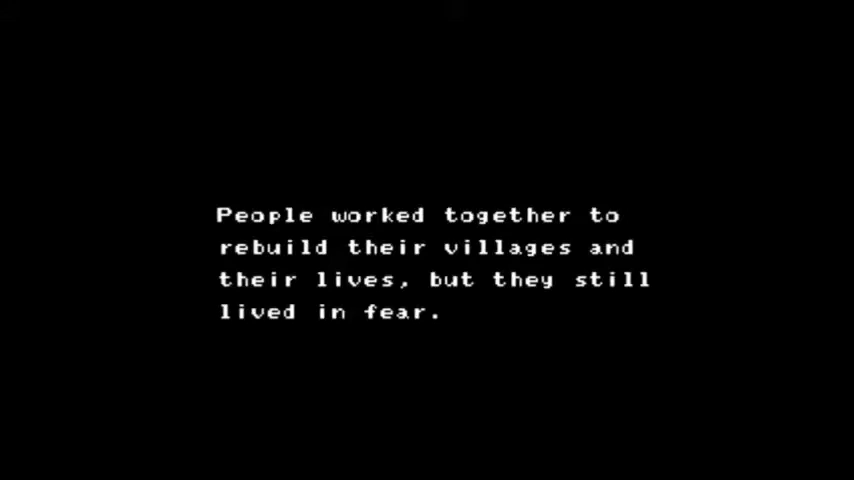 People worked together to
rebuild their villages and
their lives, but they still
lived in fear.